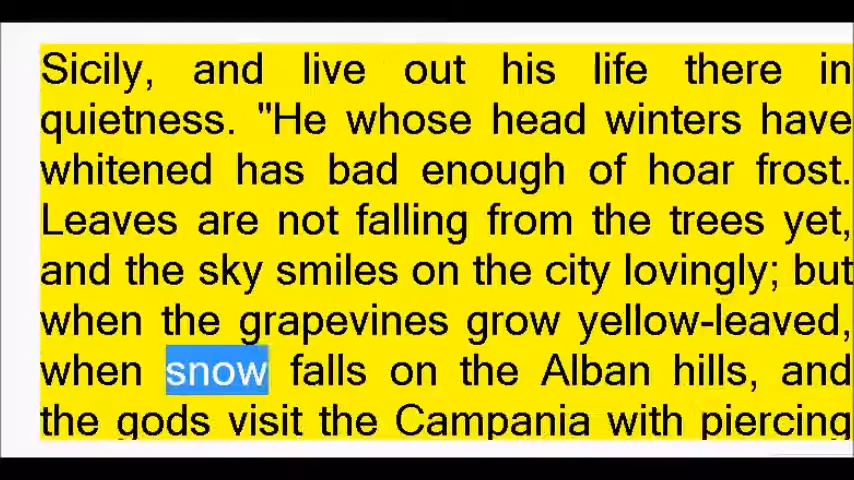 Sicily, and live out his life there in
quietness. "He whose head winters have
whitened has bad enough of hoar frost.
Leaves are not falling from the trees yet,
and the sky smiles on the city lovingly; but
when the grapevines grow yellow-leaved,
when snow falls on the Alban hills, and
the gods visit the Campania with piercing